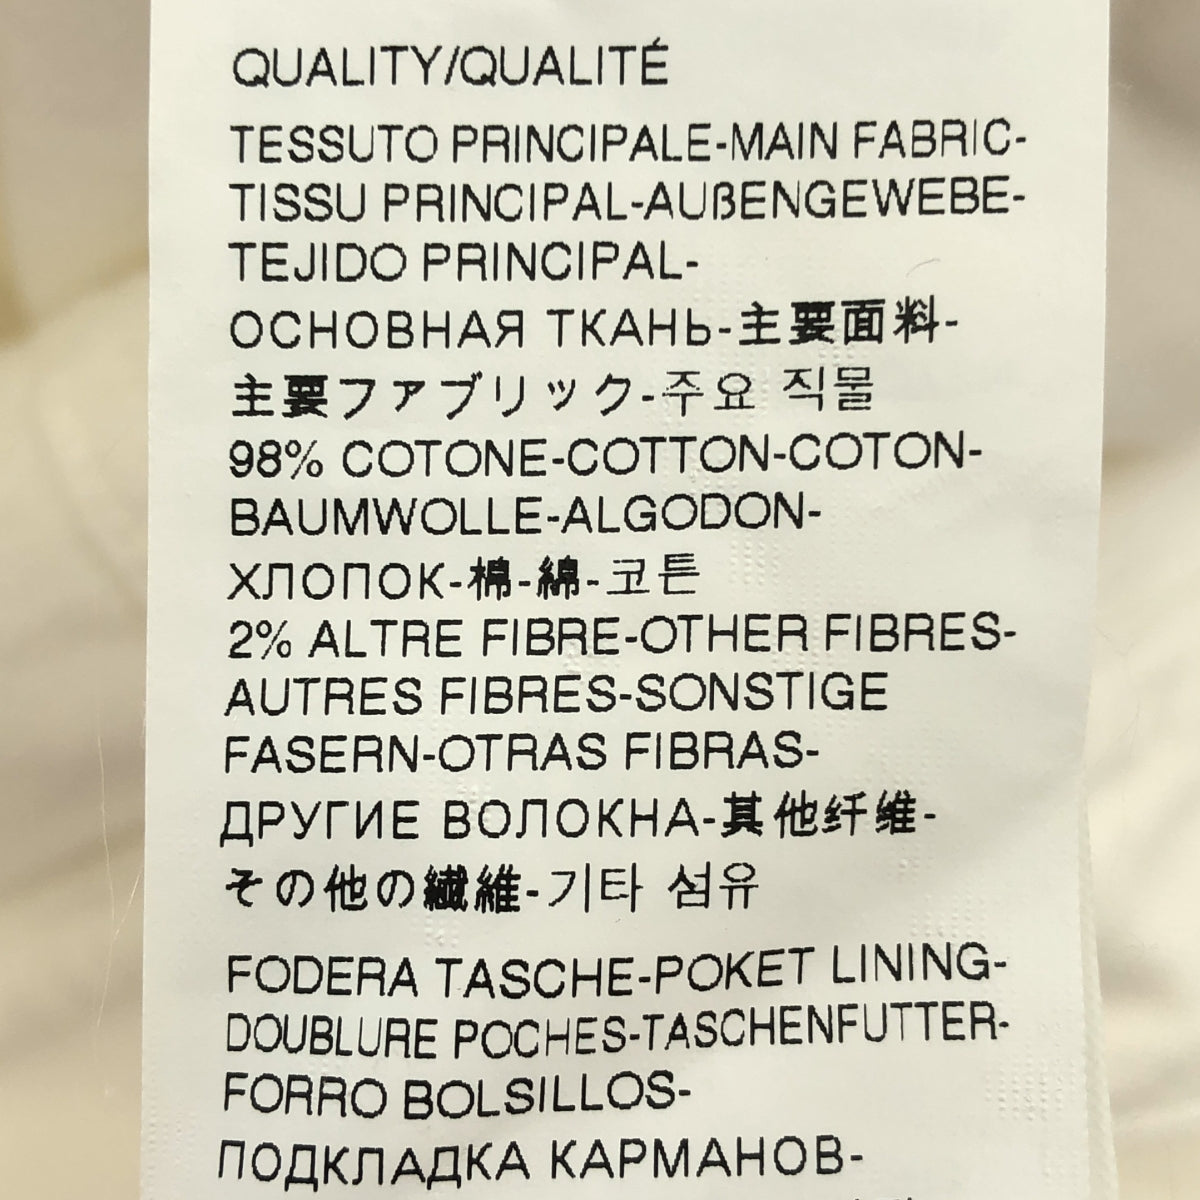 QUALITY/QUALITÉ
TESSUTO PRINCIPALE-MAIN FABRIC-
TISSU PRINCIPAL-AUßENGEWEBE-
TEJIDO PRINCIPAL-
ОСНОВНАЯ ТКАНЬ-主要面料-
主要ファブリック-주요 직물
98% COTONE-COTTON-COTON-
BAUMWOLLE-ALGODON-
ХЛОПОК-棉-綿-코튼
2% ALTRE FIBRE-OTHER FIBRES-
AUTRES FIBRES-SONSTIGE
FASERN-OTRAS FIBRAS-
ДРУГИЕ ВОЛОКНА-其他纤维-
その他の繊維-기타 섬유
FODERA TASCHE-POKET LINING-
DOUBLURE POCHES-TASCHENFUTTER-
FORRO BOLSILLOS-
ПОДКЛАДКА КАРМАНОВ-